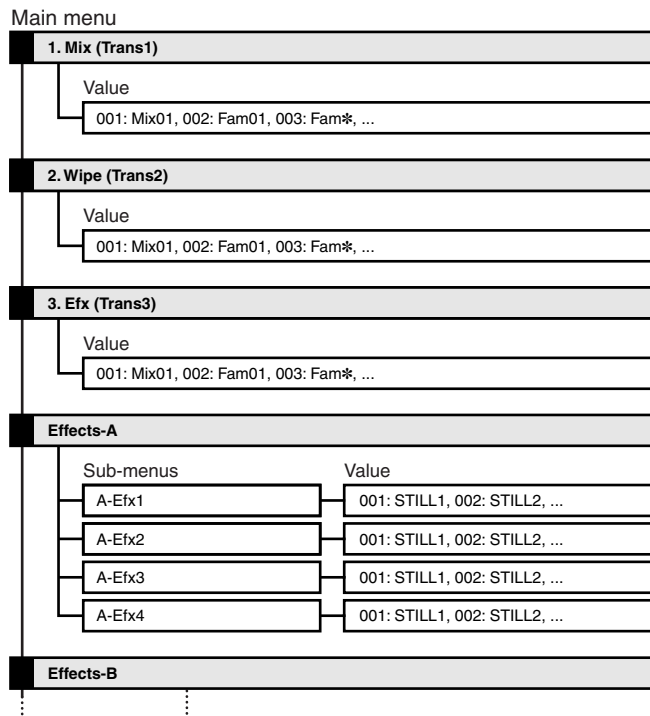 Main menu
1. Mix (Trans1)
Value
001: Mix01, 002: Fam01, 003: Fam✻, ...
2. Wipe (Trans2)
Value
001: Mix01, 002: Fam01, 003: Fam✻, ...
3. Efx (Trans3)
Value
001: Mix01, 002: Fam01, 003: Fam✻, ...
Effects-A
Sub-menus Value
A-Efx1 001: STILL1, 002: STILL2, ...
A-Efx2 001: STILL1, 002: STILL2, ...
A-Efx3 001: STILL1, 002: STILL2, ...
A-Efx4 001: STILL1, 002: STILL2, ...
Effects-B